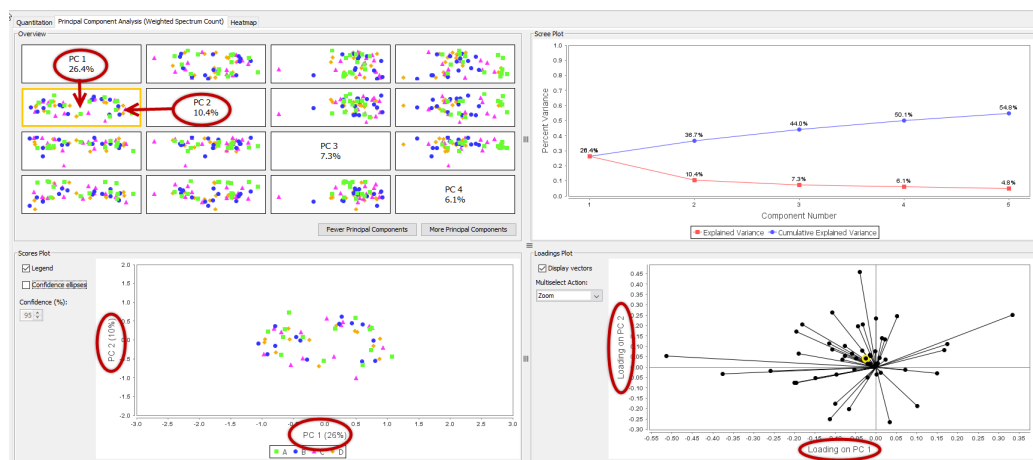 Quantitation Principal Component Analysis (Weighted Spectrum Count) Heatmap
Overview
PC 1
26.4%
PC 2
10.4%
PC 3
7.3%
PC 4
6.1%
Fewer Principal Components More Principal Components
Scree Plot
1.0
0.9
0.8
0.7
0.6
0.5
0.4
0.3
0.2
0.1
0.0
Percent Variance
26.4%
36.7%
44.0%
50.1%
54.8%
10.4%
7.3%
6.1%
4.8%
1 2 3 4 5
Component Number
Explained Variance Cumulative Explained Variance
Scores Plot
Legend
Confidence ellipses
Confidence (%):
95
2.0
1.5
1.0
0.5
0.0
-0.5
-1.0
-1.5
-2.0
PC 2 (10%)
-3.0 -2.5 -2.0 -1.5 -1.0 -0.5 0.0 0.5 1.0 1.5 2.0 2.5 3.0
PC 1 (26%)
A B C D
Loadings Plot
Display vectors
Multiselect Action:
Zoom
0.45
0.40
0.35
0.30
0.25
0.20
0.15
0.10
0.05
0.00
-0.05
-0.10
-0.15
-0.20
-0.25
-0.30
Loading on PC 2
-0.55 -0.50 -0.45 -0.40 -0.35 -0.30 -0.25 -0.20 -0.15 -0.10 -0.05 0.00 0.05 0.10 0.15 0.20 0.25 0.30 0.35
Loading on PC 1